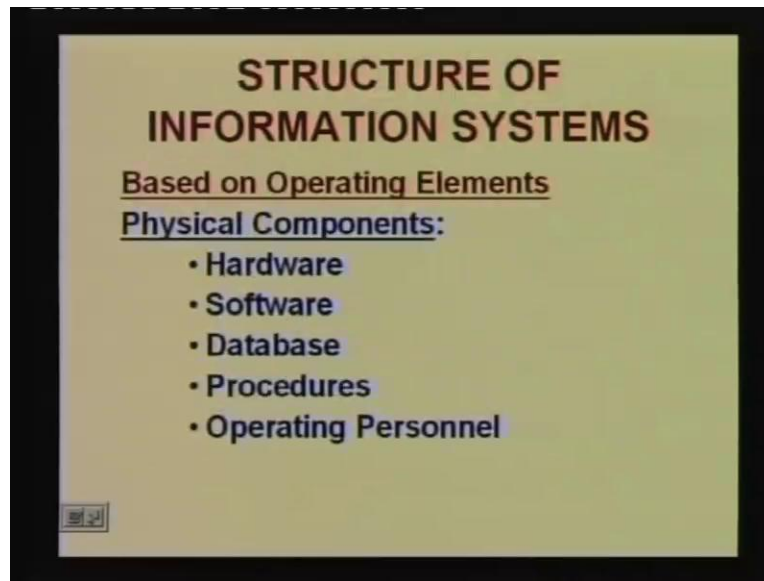 STRUCTURE OF
INFORMATION SYSTEMS
Based on Operating Elements
Physical Components:
• Hardware
• Software
• Database
• Procedures
• Operating Personnel